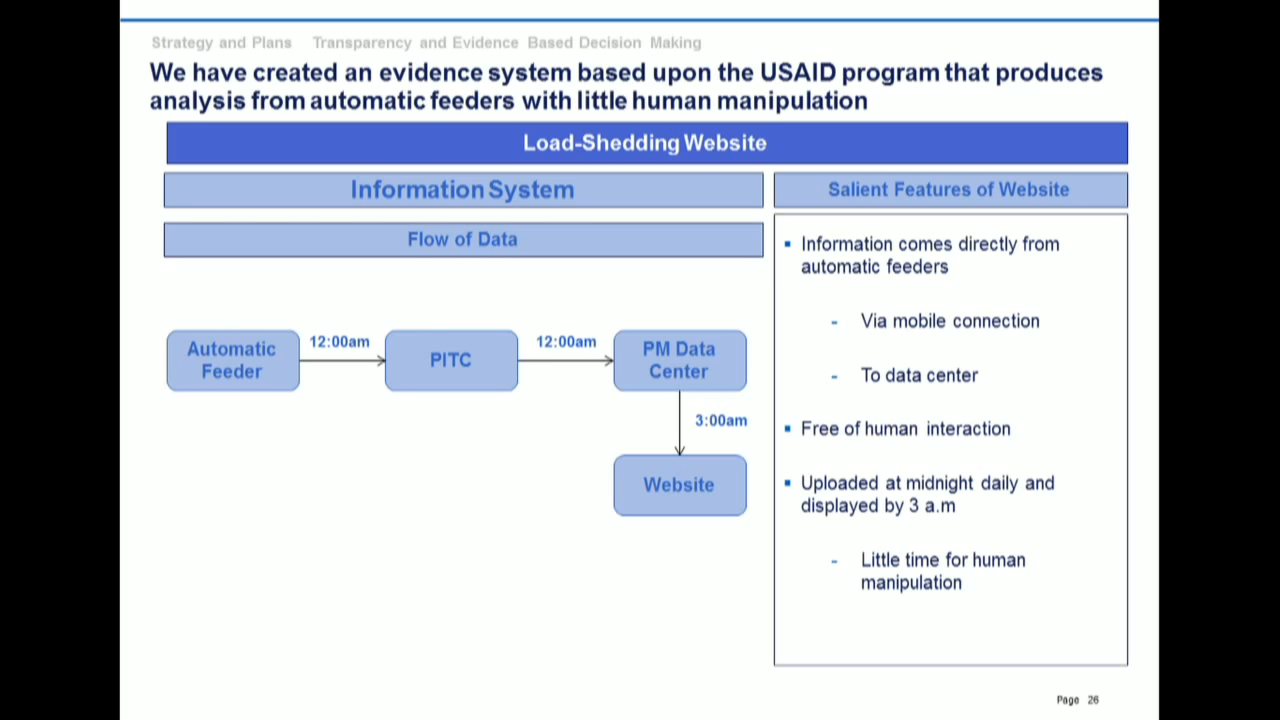 Strategy and Plans Transparency and Evidence Based Decision Making
We have created an evidence system based upon the USAID program that produces
analysis from automatic feeders with little human manipulation
Load-Shedding Website
Information System
Flow of Data
Automatic
Feeder
12:00am
PITC
12:00am
PM Data
Center
3:00am
Website
Salient Features of Website
▪ Information comes directly from
automatic feeders
- Via mobile connection
- To data center
▪ Free of human interaction
▪ Uploaded at midnight daily and
displayed by 3 a.m
- Little time for human
manipulation
Page 26